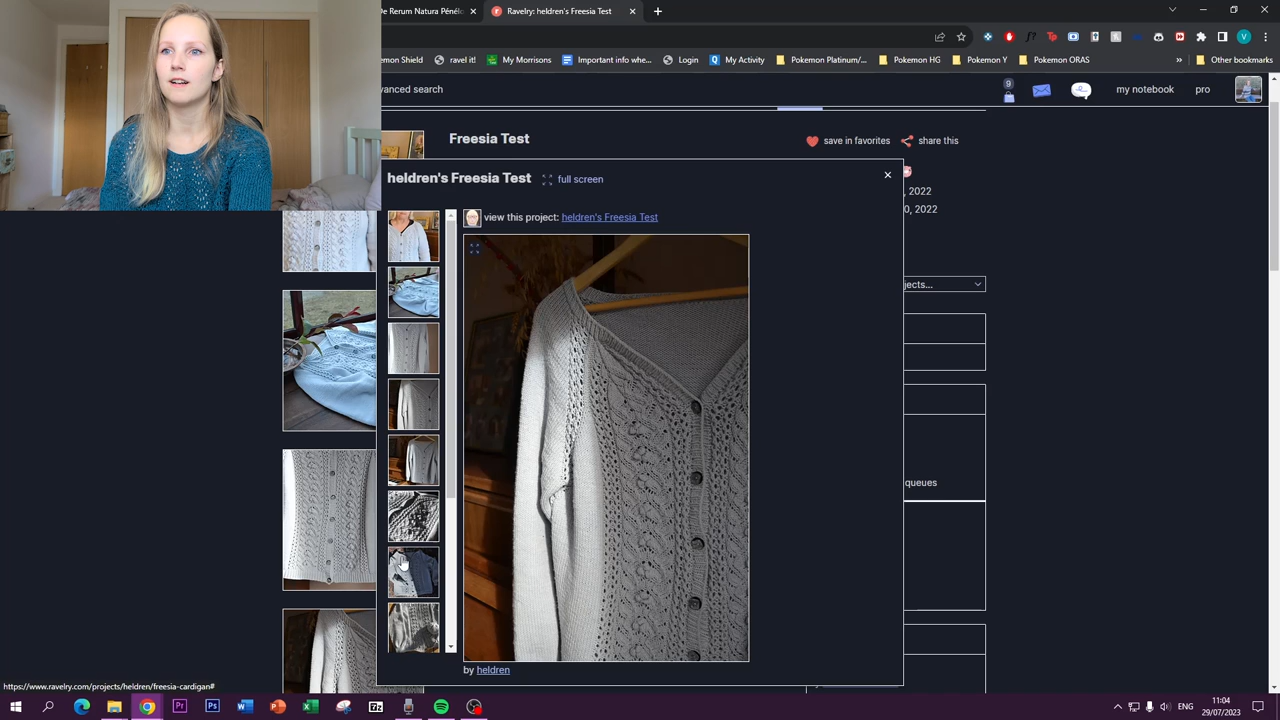 De Rerum Natura Pénélo
Ravelry: heldren's Freesia Test
emon Shield
ravel it!
My Morrisons
Important info whe...
Login
My Activity
Pokemon Platinum/...
Pokemon HG
Pokemon Y
Pokemon ORAS
»
Other bookmarks
vanced search
0
my notebook
pro
Freesia Test
save in favorites
share this
heldren's Freesia Test
full screen
, 2022
view this project: heldren's Freesia Test
0, 2022
jects...
queues
by heldren
https://www.ravelry.com/projects/heldren/freesia-cardigan#
ENG
11:04
29/07/2023